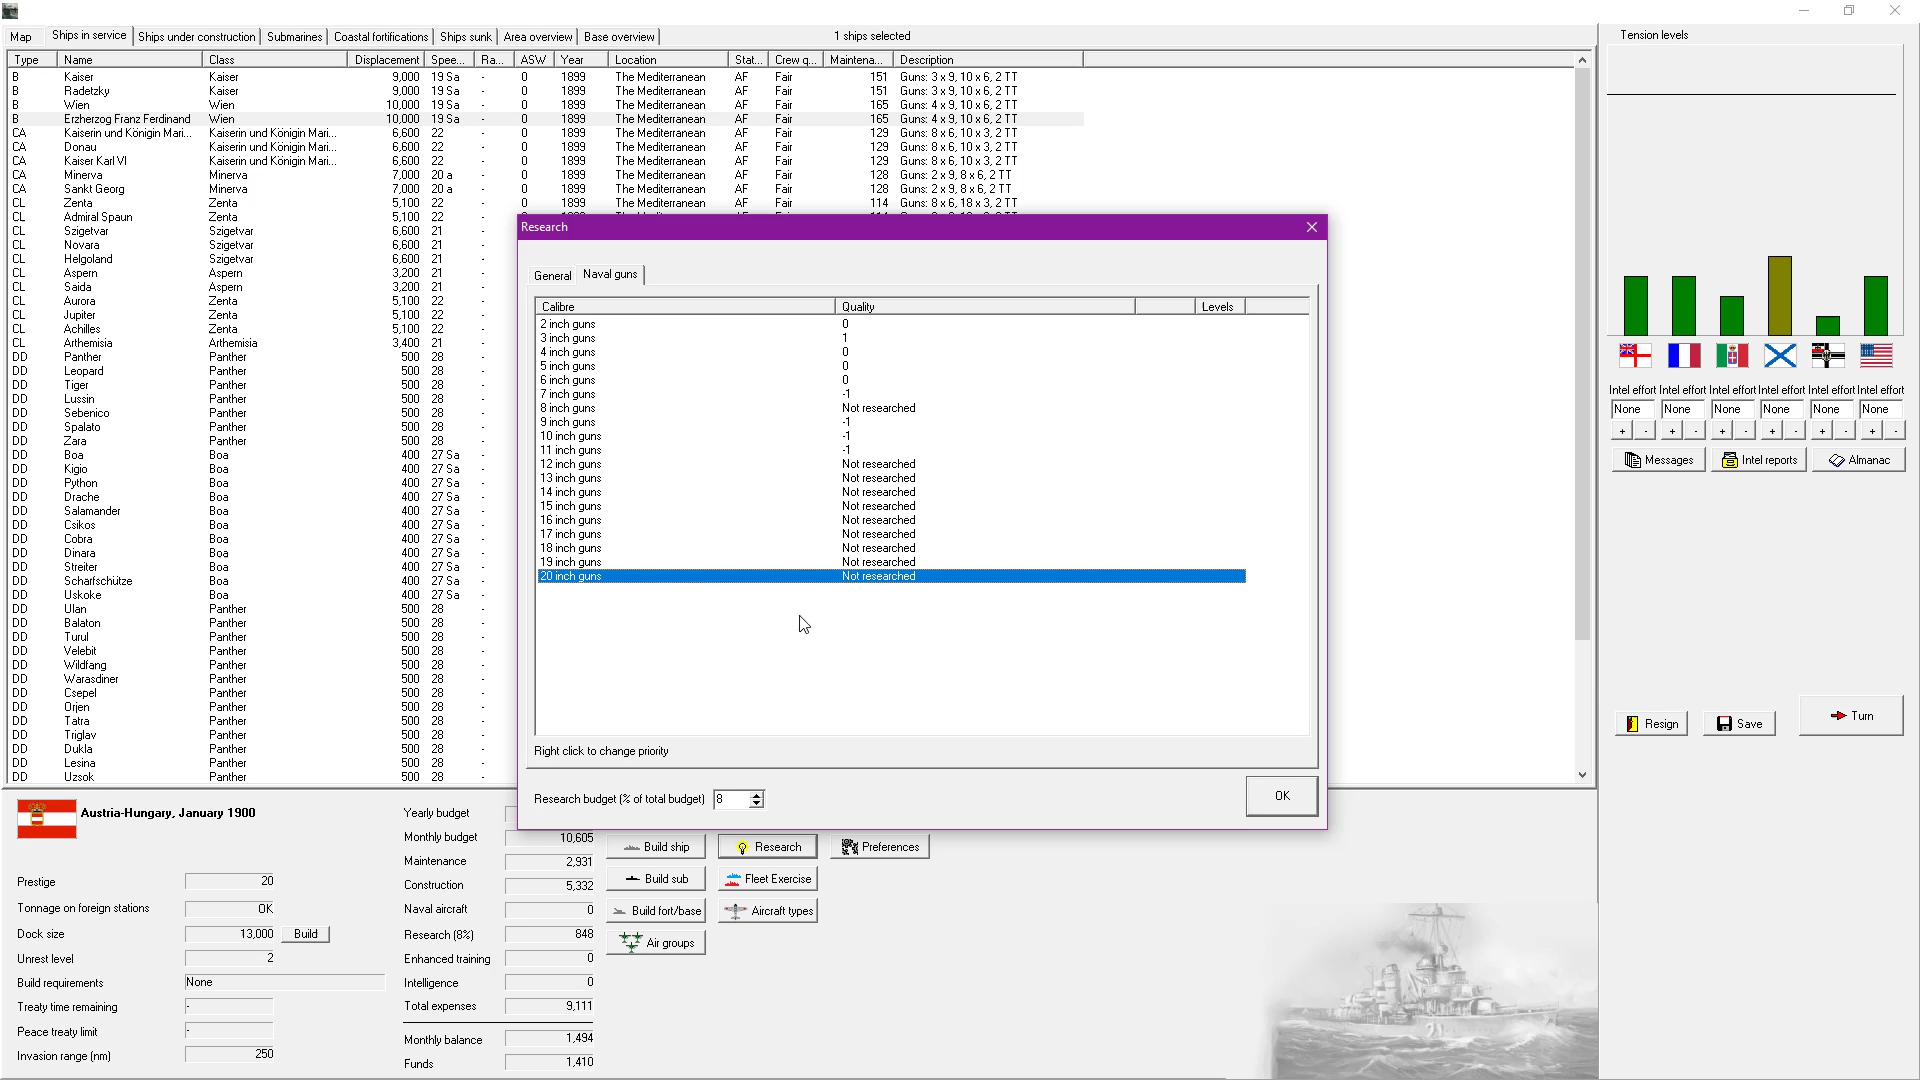 Map Ships in service Ships under construction Submarines Coastal fortifications Ships sunk Area overview Base overview 1 ships selected
Type Name Class Displacement Spee... Ra... ASW Year Location Stat... Crew q... Maintena... Description
B Kaiser Kaiser 9,000 19 Sa - 0 1899 The Mediterranean AF Fair 151 Guns: 3 x 9, 10 x 6, 2 TT
B Radetzky Kaiser 9,000 19 Sa - 0 1899 The Mediterranean AF Fair 151 Guns: 3 x 9, 10 x 6, 2 TT
B Wien Wien 10,000 19 Sa - 0 1899 The Mediterranean AF Fair 165 Guns: 4 x 9, 10 x 6, 2 TT
B Erzherzog Franz Ferdinand Wien 10,000 19 Sa - 0 1899 The Mediterranean AF Fair 165 Guns: 4 x 9, 10 x 6, 2 TT
CA Kaiserin und Königin Mari... Kaiserin und Königin Mari... 6,600 22 - 0 1899 The Mediterranean AF Fair 129 Guns: 8 x 6, 10 x 3, 2 TT
CA Donau Kaiserin und Königin Mari... 6,600 22 - 0 1899 The Mediterranean AF Fair 129 Guns: 8 x 6, 10 x 3, 2 TT
CA Kaiser Karl VI Kaiserin und Königin Mari... 6,600 22 - 0 1899 The Mediterranean AF Fair 129 Guns: 8 x 6, 10 x 3, 2 TT
CA Minerva Minerva 7,000 20 a - 0 1899 The Mediterranean AF Fair 128 Guns: 2 x 9, 8 x 6, 2 TT
CA Sankt Georg Minerva 7,000 20 a - 0 1899 The Mediterranean AF Fair 128 Guns: 2 x 9, 8 x 6, 2 TT
CL Zenta Zenta 5,100 22 - 0 1899 The Mediterranean AF Fair 114 Guns: 8 x 6, 18 x 3, 2 TT
CL Admiral Spaun Zenta 5,100 22 -
CL Szigetvar Szigetvar 6,600 21 -
CL Novara Szigetvar 6,600 21 -
CL Helgoland Szigetvar 6,600 21 -
CL Aspern Aspern 3,200 21 -
CL Saida Aspern 3,200 21 -
CL Aurora Zenta 5,100 22 -
CL Jupiter Zenta 5,100 22 -
CL Achilles Zenta 5,100 22 -
CL Arthemisia Arthemisia 3,400 21 -
DD Panther Panther 500 28 -
DD Leopard Panther 500 28 -
DD Tiger Panther 500 28 -
DD Lussin Panther 500 28 -
DD Sebenico Panther 500 28 -
DD Spalato Panther 500 28 -
DD Zara Panther 500 28 -
DD Boa Boa 400 27 Sa -
DD Kigio Boa 400 27 Sa -
DD Python Boa 400 27 Sa -
DD Drache Boa 400 27 Sa -
DD Salamander Boa 400 27 Sa -
DD Csikos Boa 400 27 Sa -
DD Cobra Boa 400 27 Sa -
DD Dinara Boa 400 27 Sa -
DD Streiter Boa 400 27 Sa -
DD Scharfschütze Boa 400 27 Sa -
DD Uskoke Boa 400 27 Sa -
DD Ulan Panther 500 28 -
DD Balaton Panther 500 28 -
DD Turul Panther 500 28 -
DD Velebit Panther 500 28 -
DD Wildfang Panther 500 28 -
DD Warasdiner Panther 500 28 -
DD Csepel Panther 500 28 -
DD Orjen Panther 500 28 -
DD Tatra Panther 500 28 -
DD Triglav Panther 500 28 -
DD Dukla Panther 500 28 -
DD Lesina Panther 500 28 -
DD Uzsok Panther 500 28 -
Research
General Naval guns
Calibre Quality Levels
2 inch guns 0
3 inch guns 1
4 inch guns 0
5 inch guns 0
6 inch guns 0
7 inch guns -1
8 inch guns Not researched
9 inch guns -1
10 inch guns -1
11 inch guns -1
12 inch guns Not researched
13 inch guns Not researched
14 inch guns Not researched
15 inch guns Not researched
16 inch guns Not researched
17 inch guns Not researched
18 inch guns Not researched
19 inch guns Not researched
20 inch guns Not researched
Right click to change priority
Research budget (% of total budget) 8
OK
Tension levels
Intel effort Intel effort Intel effort Intel effort Intel effort Intel effort
None None None None None None
+ - + - + - + - + - + -
Messages Intel reports Almanac
Resign Save Turn
Austria-Hungary, January 1900
Prestige 20
Tonnage on foreign stations OK
Dock size 13,000 Build
Unrest level 2
Build requirements None
Treaty time remaining -
Peace treaty limit -
Invasion range (nm) 250
Yearly budget
Monthly budget 10,605
Maintenance 2,931
Construction 5,332
Naval aircraft 0
Research (8%) 848
Enhanced training 0
Intelligence 0
Total expenses 9,111
Monthly balance 1,494
Funds 1,410
Build ship Research Preferences
Build sub Fleet Exercise
Build fort/base Aircraft types
Air groups